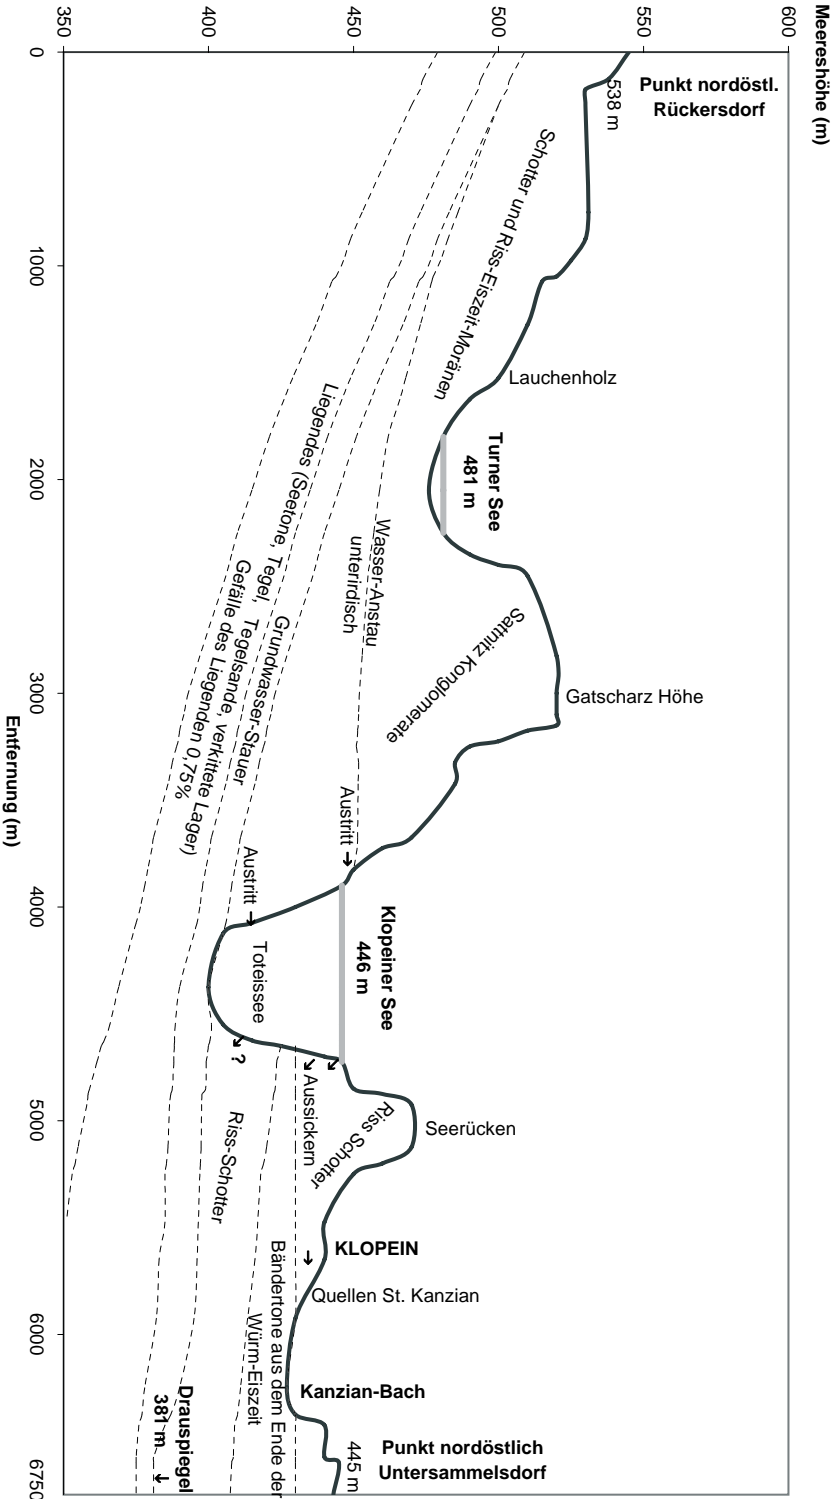 Meereshöhe (m)
600
550
500
450
400
350
0
1000
2000
3000
4000
5000
6000
6750
Entfernung (m)
Punkt nordöstl.
Rückersdorf
538 m
Schotter und Riss-Eiszeit-Moränen
Lauchenholz
Turner See
481 m
Wasser-Anstau
unterirdisch
Sattnitz Konglomerate
Gatscharz Höhe
Liegendes (Seetone, Tegel, Tegelsande, verkittete Lager)
Gefälle des Liegenden 0,75%
Grundwasser-Stauer
Austritt
Austritt
Klopeiner See
446 m
Toteissee
?
Aussickern
Seerücken
Riss Schotter
Riss-Schotter
KLOPEIN
Quellen St. Kanzian
Bändertone aus dem Ende der
Würm-Eiszeit
Kanzian-Bach
Drauspiegel
381 m
Punkt nordöstlich
Untersammelsdorf
445 m